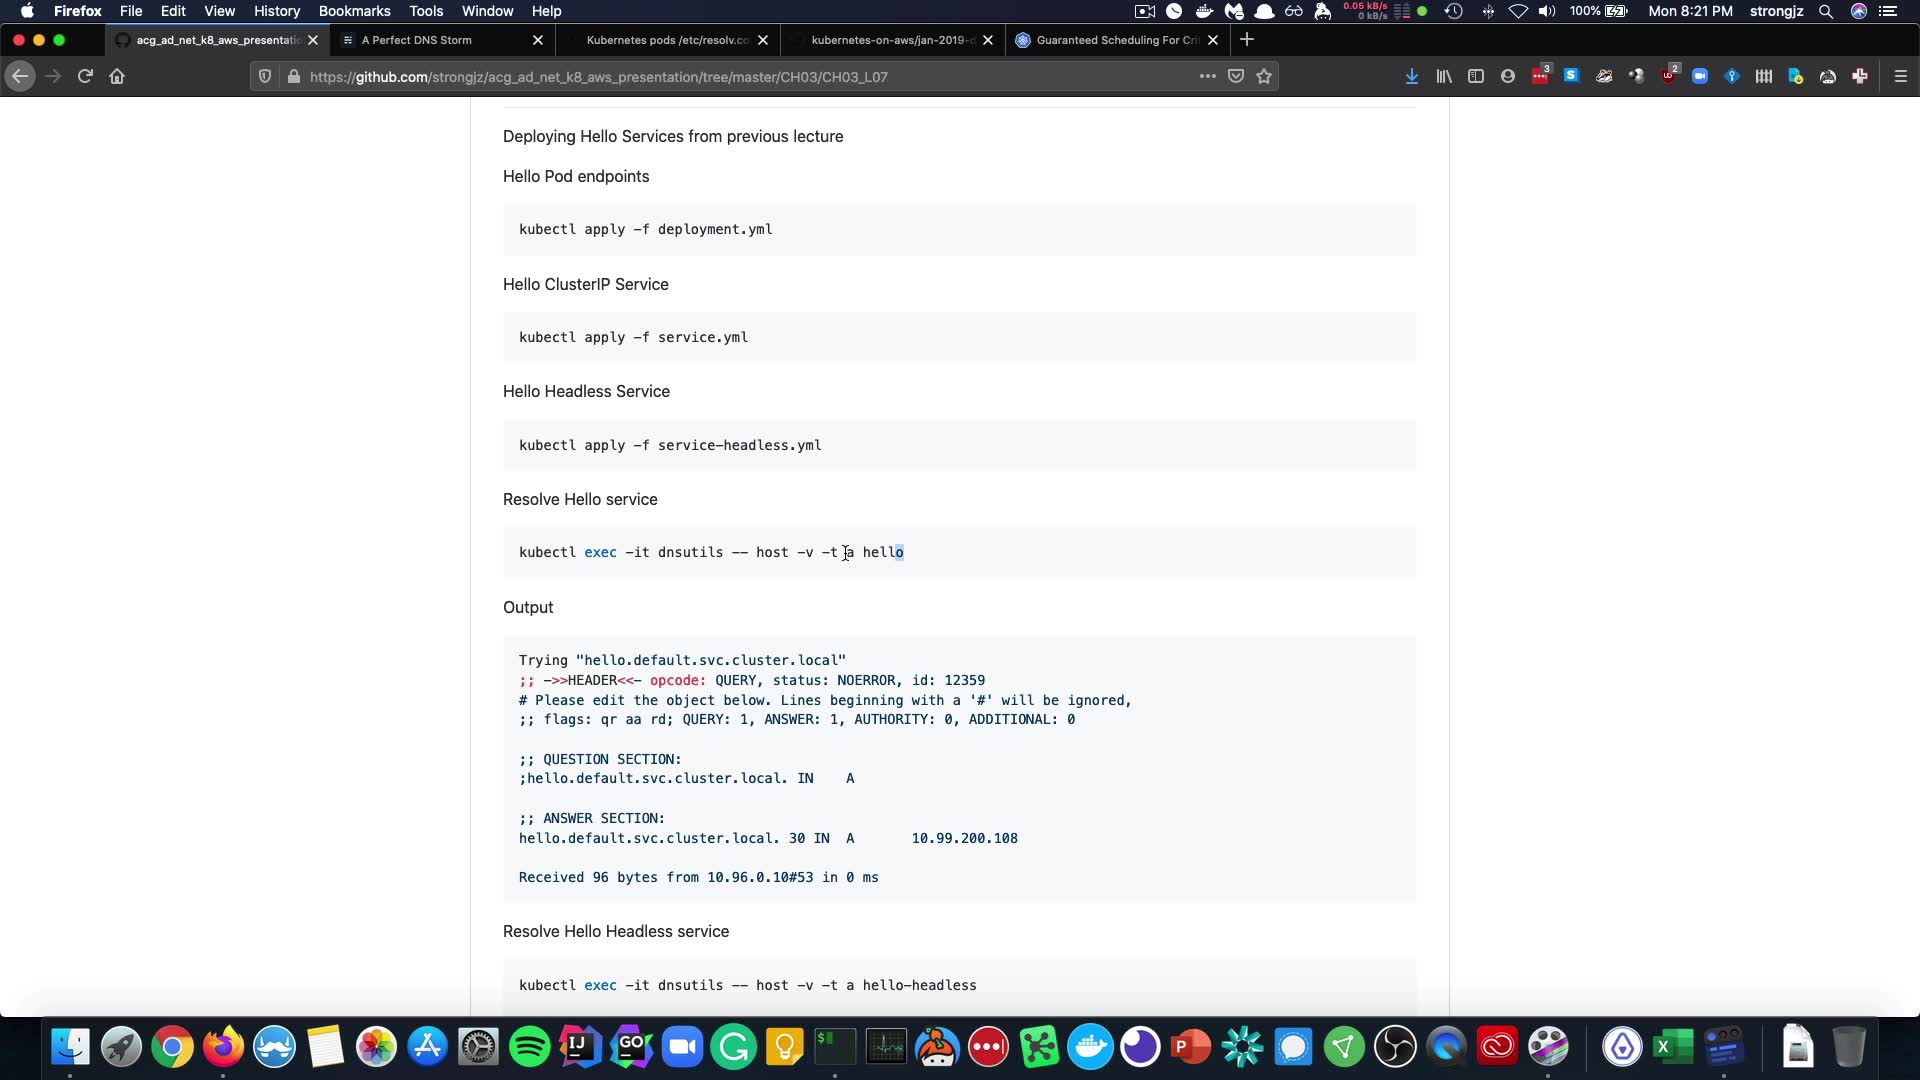 Firefox File Edit View History Bookmarks Tools Window Help 0.05 kB/s 0 kB/s 100% Mon 8:21 PM strongjz
acg_ad_net_k8_aws_presentatio A Perfect DNS Storm Kubernetes pods /etc/resolv.co kubernetes-on-aws/jan-2019-d Guaranteed Scheduling For Cri
https://github.com/strongjz/acg_ad_net_k8_aws_presentation/tree/master/CH03/CH03_L07 3 2
Deploying Hello Services from previous lecture
Hello Pod endpoints
kubectl apply -f deployment.yml
Hello ClusterIP Service
kubectl apply -f service.yml
Hello Headless Service
kubectl apply -f service-headless.yml
Resolve Hello service
kubectl exec -it dnsutils -- host -v -t a hello
Output
Trying "hello.default.svc.cluster.local"
;; ->>HEADER<<- opcode: QUERY, status: NOERROR, id: 12359
# Please edit the object below. Lines beginning with a '#' will be ignored,
;; flags: qr aa rd; QUERY: 1, ANSWER: 1, AUTHORITY: 0, ADDITIONAL: 0
;; QUESTION SECTION:
;hello.default.svc.cluster.local. IN A
;; ANSWER SECTION:
hello.default.svc.cluster.local. 30 IN A 10.99.200.108
Received 96 bytes from 10.96.0.10#53 in 0 ms
Resolve Hello Headless service
kubectl exec -it dnsutils -- host -v -t a hello-headless